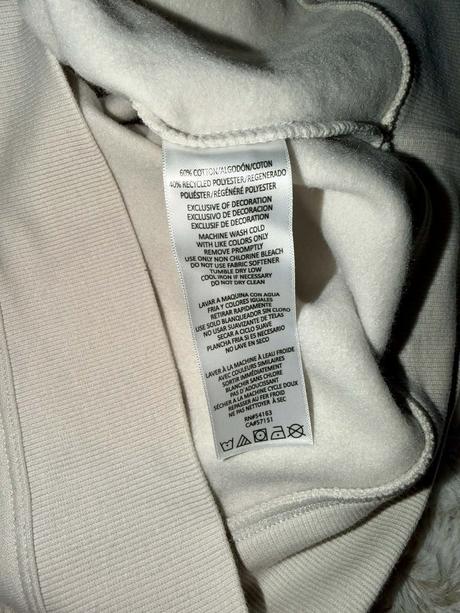 60% COTTON/ALGODÓN/COTON
40% RECYCLED POLYESTER/REGENERADO
POLIÉSTER/RÉGÉNÉRÉ POLYESTER
EXCLUSIVE OF DECORATION
EXCLUSIVO DE DECORACION
EXCLUSIF DE DECORATION
MACHINE WASH COLD
WITH LIKE COLORS ONLY
REMOVE PROMPTLY
USE ONLY NON CHLORINE BLEACH
DO NOT USE FABRIC SOFTENER
TUMBLE DRY LOW
COOL IRON IF NECESSARY
DO NOT DRY CLEAN
LAVAR A MAQUINA CON AGUA
FRIA Y COLORES IGUALES
RETIRAR RAPIDAMENTE
USE SOLO BLANQUEADOR SIN CLORO
NO USAR SUAVIZANTE DE TELAS
SECAR A CICLO SUAVE
PLANCHA FRIA SI ES NECESARIO
NO LAVE EN SECO
LAVER À LA MACHINE À L'EAU FROIDE
AVEC COULEURS SIMILAIRES
SORTIR IMMÉDIATEMENT
BLANCHIR SANS CHLORE
PAS D'ADOUCISSANT
SÉCHER À LA MACHINE CYCLE DOUX
REPASSER AU FER FROID
NE PAS NETTOYER À SEC
RN#54163
CA#57151